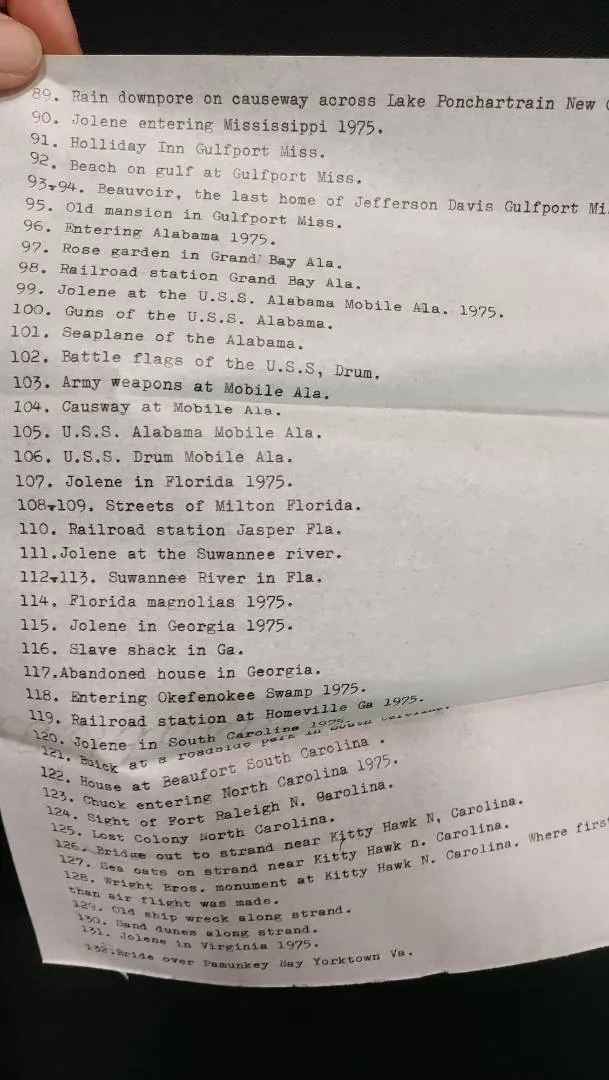 89. Rain downpore on causeway across Lake Ponchartrain New
90. Jolene entering Mississippi 1975.
91. Holliday Inn Gulfport Miss.
92. Beach on gulf at Gulfport Miss.
93-94. Beauvoir, the last home of Jefferson Davis Gulfport Mi
95. Old mansion in Gulfport Miss.
96. Entering Alabama 1975.
97. Rose garden in Grand Bay Ala.
98. Railroad station Grand Bay Ala.
99. Jolene at the U.S.S. Alabama Mobile Ala. 1975.
100. Guns of the U.S.S. Alabama.
101. Seaplane of the Alabama.
102. Battle flags of the U.S.S, Drum.
103. Army weapons at Mobile Ala.
104. Causway at Mobile Ala.
105. U.S.S. Alabama Mobile Ala.
106. U.S.S. Drum Mobile Ala.
107. Jolene in Florida 1975.
108-109. Streets of Milton Florida.
110. Railroad station Jasper Fla.
111.Jolene at the Suwannee river.
112-113. Suwannee River in Fla.
114. Florida magnolias 1975.
115. Jolene in Georgia 1975.
116. Slave shack in Ga.
117.Abandoned house in Georgia.
118. Entering Okefenokee Swamp 1975.
119. Railroad station at Homeville Ga 1975.
120. Jolene in South Carolina 1975.
121. Buick at a roadside park in South Carolina.
122. House at Beaufort South Carolina .
123. Chuck entering North Carolina 1975.
124. Sight of Fort Raleigh N. Carolina.
125. Lost Colony North Carolina.
126. Bridge out to strand near Kitty Hawk N, Carolina.
127. Sea oats on strand near Kitty Hawk n. Carolina.
128. Wright Bros. monument at Kitty Hawk N. Carolina. Where first
than air flight was made.
129. Old ship wreck along strand.
130. Sand dunes along strand.
131. Jolene in Virginia 1975.
132.Bride over Pamunkey Bay Yorktown Va.